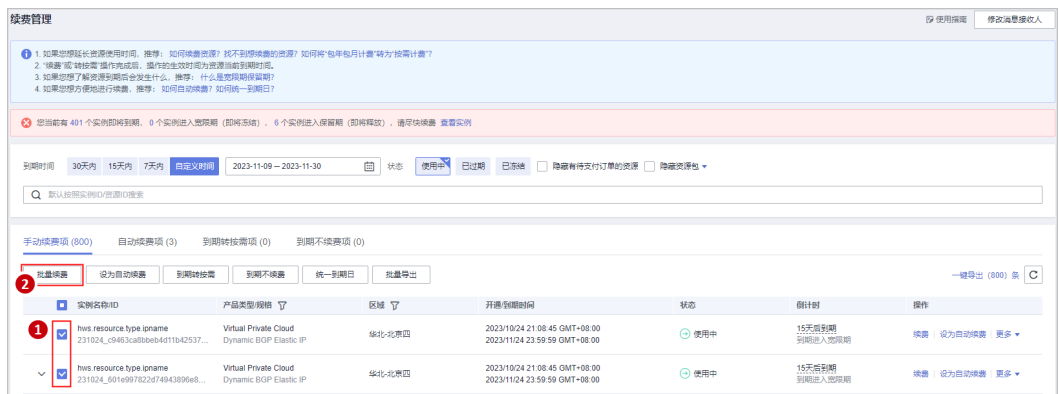 续费管理
使用指南
修改消息接收人
1. 如果您想延长资源使用时间，推荐： 如何续费资源？找不到想续费的资源？如何将“包年包月计费”转为“按需计费”？
2. “续费”或“转按需”操作完成后，操作的生效时间为资源当前到期时间。
3. 如果您想了解资源到期后会发生什么，推荐： 什么是宽限期保留期？
4. 如果您想方便地进行续费，推荐： 如何自动续费？如何统一到期日？
您当前有 401 个实例即将到期， 0 个实例进入宽限期（即将冻结）， 6 个实例进入保留期（即将释放），请尽快续费 查看实例
到期时间 30天内 15天内 7天内 自定义时间 2023-11-09 – 2023-11-30 状态 使用中 已过期 已冻结 隐藏有待支付订单的资源 隐藏资源包
默认按照实例ID/资源ID搜索
手动续费项 (800) 自动续费项 (3) 到期转按需项 (0) 到期不续费项 (0)
批量续费 设为自动续费 到期转按需 到期不续费 统一到期日 批量导出 一键导出（800）条
2
实例名称/ID 产品类型/规格 区域 开通/到期时间 状态 倒计时 操作
1
hws.resource.type.ipname Virtual Private Cloud 华北-北京四 2023/10/24 21:08:45 GMT+08:00 使用中 15天后到期 续费 设为自动续费 更多
231024_c9463ca8bbeb4d11b42537... Dynamic BGP Elastic IP 2023/11/24 23:59:59 GMT+08:00 到期进入宽限期
hws.resource.type.ipname Virtual Private Cloud 华北-北京四 2023/10/24 21:08:45 GMT+08:00 使用中 15天后到期 续费 设为自动续费 更多
231024_601e997822d74943896e8... Dynamic BGP Elastic IP 2023/11/24 23:59:59 GMT+08:00 到期进入宽限期